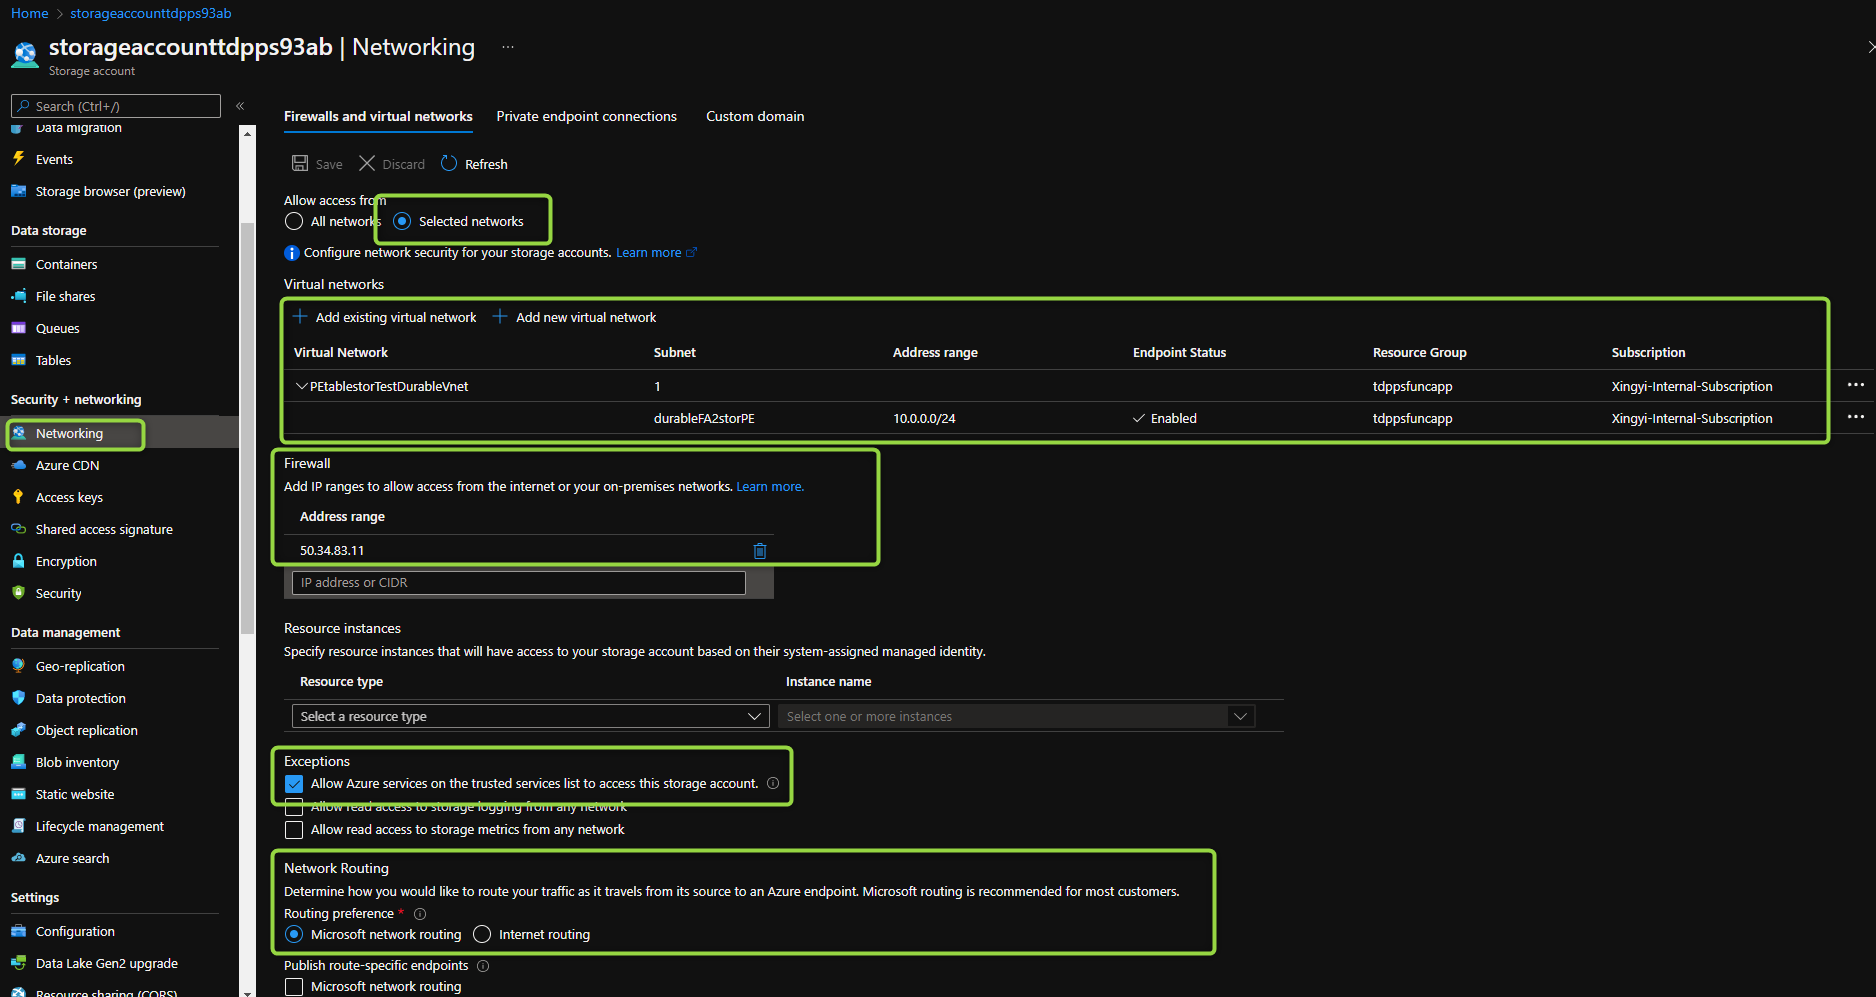 Home > storageaccounttdpps93ab
storageaccounttdpps93ab | Networking ...
Storage account
Search (Ctrl+/)
«
Data migration
Events
Storage browser (preview)
Data storage
Containers
File shares
Queues
Tables
Security + networking
Networking
Azure CDN
Access keys
Shared access signature
Encryption
Security
Data management
Geo-replication
Data protection
Object replication
Blob inventory
Static website
Lifecycle management
Azure search
Settings
Configuration
Data Lake Gen2 upgrade
Resource sharing (CORS)
Firewalls and virtual networks Private endpoint connections Custom domain
Save Discard Refresh
Allow access from
All networks Selected networks
Configure network security for your storage accounts. Learn more
Virtual networks
Add existing virtual network Add new virtual network
Virtual Network Subnet Address range Endpoint Status Resource Group Subscription
PEtablestorTestDurableVnet 1 tdppsfuncapp Xingyi-Internal-Subscription ...
durableFA2storPE 10.0.0.0/24 Enabled tdppsfuncapp Xingyi-Internal-Subscription ...
Firewall
Add IP ranges to allow access from the internet or your on-premises networks. Learn more.
Address range
50.34.83.11
IP address or CIDR
Resource instances
Specify resource instances that will have access to your storage account based on their system-assigned managed identity.
Resource type Instance name
Select a resource type Select one or more instances
Exceptions
Allow Azure services on the trusted services list to access this storage account.
Allow read access to storage logging from any network
Allow read access to storage metrics from any network
Network Routing
Determine how you would like to route your traffic as it travels from its source to an Azure endpoint. Microsoft routing is recommended for most customers.
Routing preference *
Microsoft network routing Internet routing
Publish route-specific endpoints
Microsoft network routing